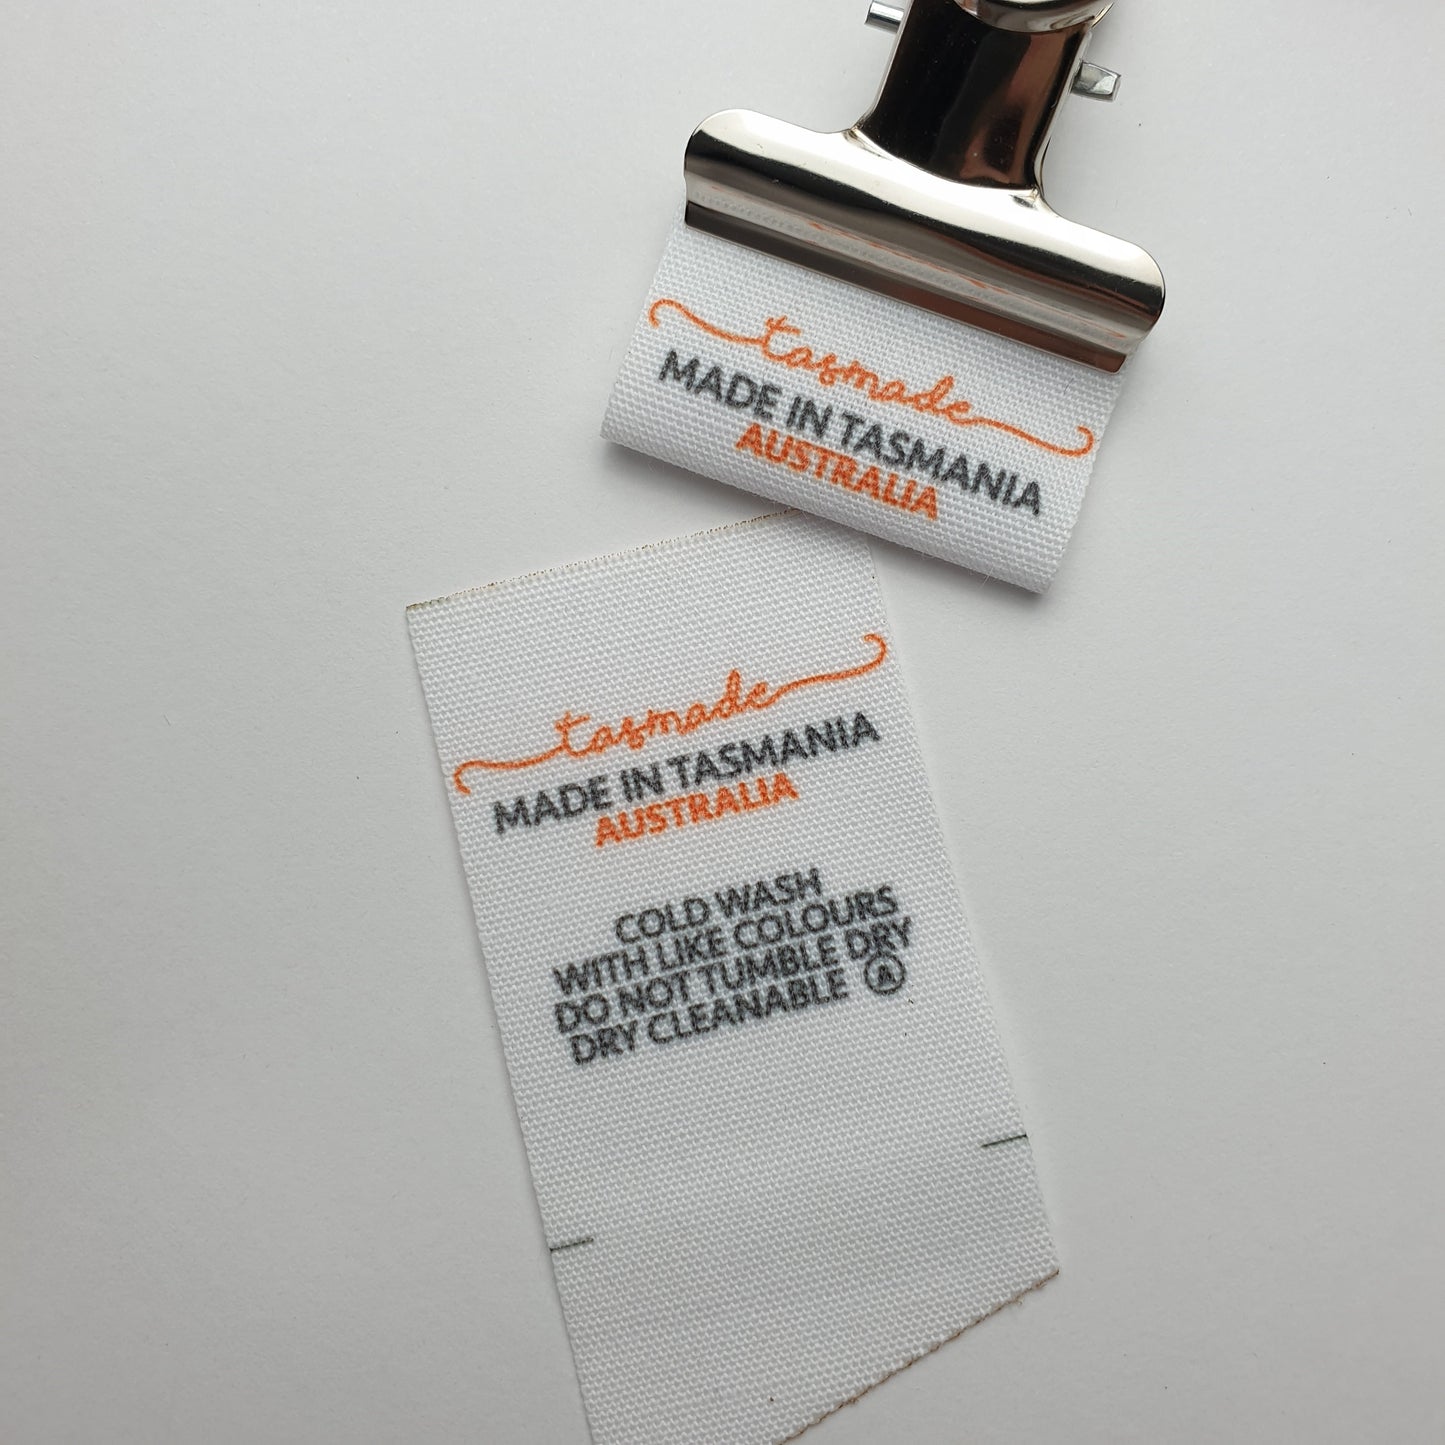 tasmade
MADE IN TASMANIA
AUSTRALIA
tasmade
MADE IN TASMANIA
AUSTRALIA
COLD WASH
WITH LIKE COLOURS
DO NOT TUMBLE DRY
DRY CLEANABLE Ⓐ